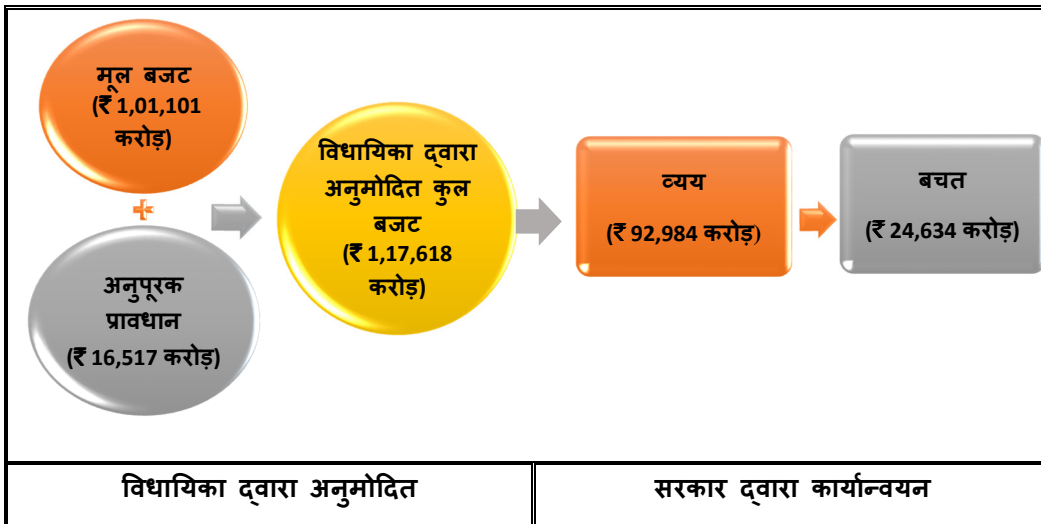 मूल बजट
(₹ 1,01,101
करोड़)
+
अनुपूरक
प्रावधान
(₹ 16,517 करोड़)
विधायिका द्वारा
अनुमोदित कुल
बजट
(₹ 1,17,618
करोड़)
व्यय
(₹ 92,984 करोड़)
बचत
(₹ 24,634 करोड़)
विधायिका द्वारा अनुमोदित
सरकार द्वारा कार्यान्वयन